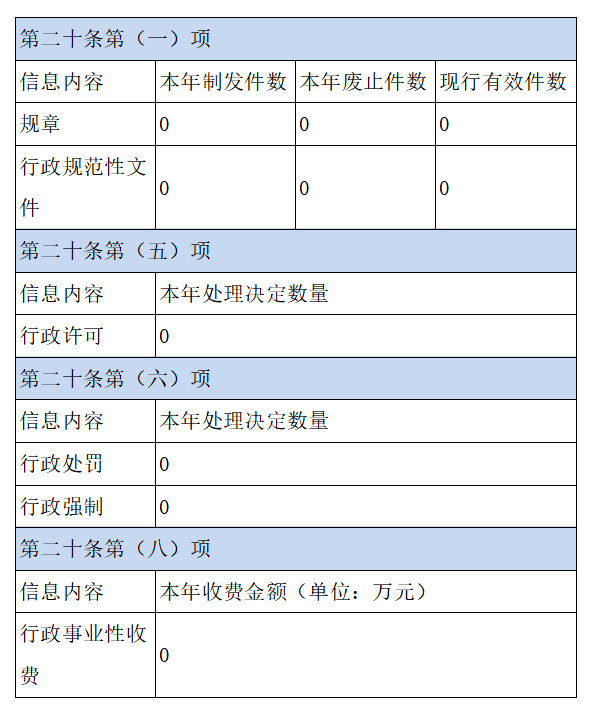 第二十条第（一）项
信息内容 本年制发件数 本年废止件数 现行有效件数
规章 0 0 0
行政规范性文
件 0 0 0
第二十条第（五）项
信息内容 本年处理决定数量
行政许可 0
第二十条第（六）项
信息内容 本年处理决定数量
行政处罚 0
行政强制 0
第二十条第（八）项
信息内容 本年收费金额（单位：万元）
行政事业性收
费 0